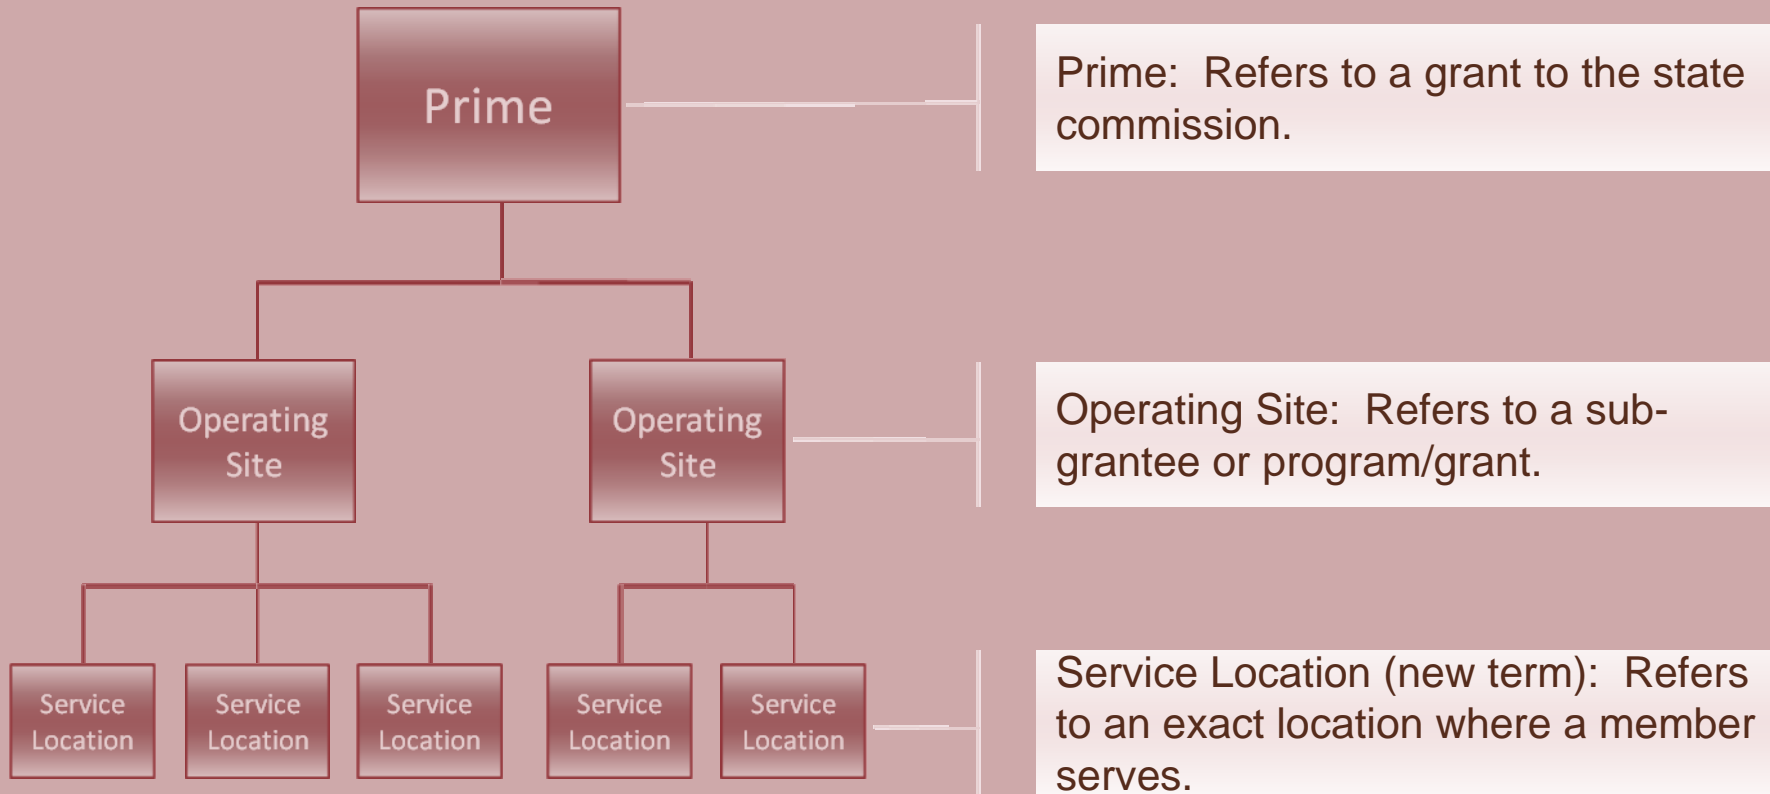 Prime
Prime:  Refers to a grant to the state
commission.
Operating
Site
Operating
Site
Operating Site:  Refers to a sub-
grantee or program/grant.
Service
Location
Service
Location
Service
Location
Service
Location
Service
Location
Service Location (new term):  Refers
to an exact location where a member
serves.